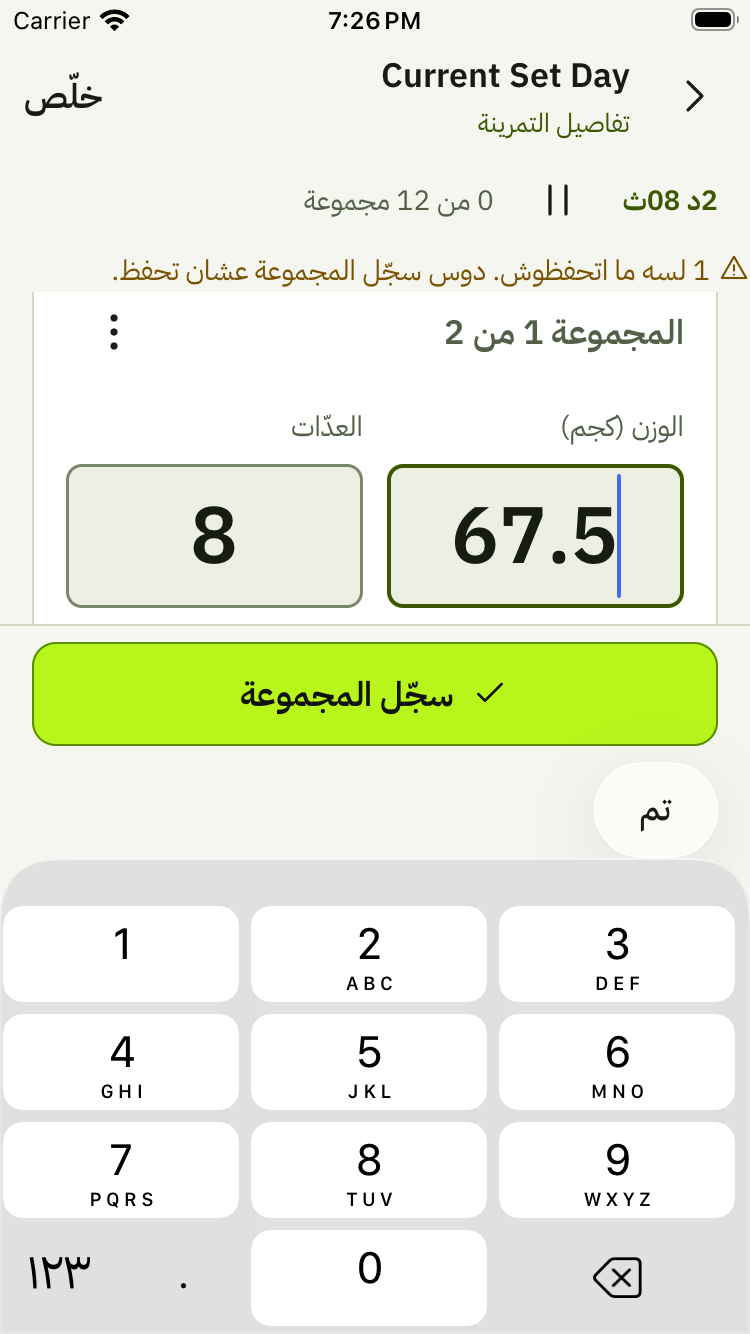 Carrier 7:26 PM
Current Set Day
خلّص
تفاصيل التمرينة
2د 08ث
0 من 12 مجموعة
1 لسه ما اتحفظوش. دوس سجّل المجموعة عشان تحفظ.
المجموعة 1 من 2
الوزن (كجم)
العدّات
67.5
8
سجّل المجموعة
تم
1 2 3
ABC DEF
4 5 6
GHI JKL MNO
7 8 9
PQRS TUV WXYZ
١٢٣ . 0